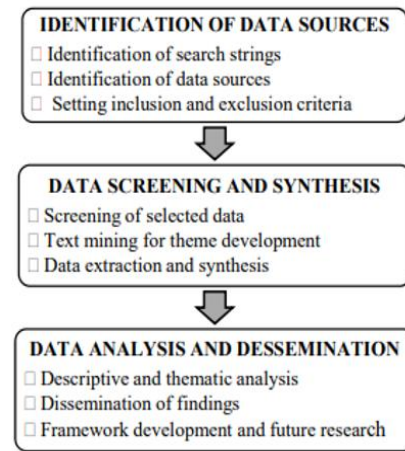 IDENTIFICATION OF DATA SOURCES
□ Identification of search strings
□ Identification of data sources
□ Setting inclusion and exclusion criteria
DATA SCREENING AND SYNTHESIS
□ Screening of selected data
□ Text mining for theme development
□ Data extraction and synthesis
DATA ANALYSIS AND DESSEMINATION
□ Descriptive and thematic analysis
□ Dissemination of findings
□ Framework development and future research